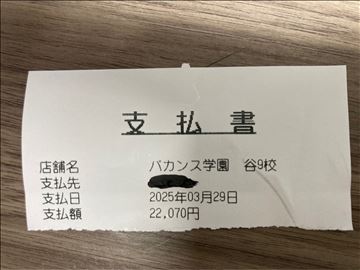 支払書
店舗名 バカンス学園 谷9校
支払先
支払日 2025年03月29日
支払額 22,070円